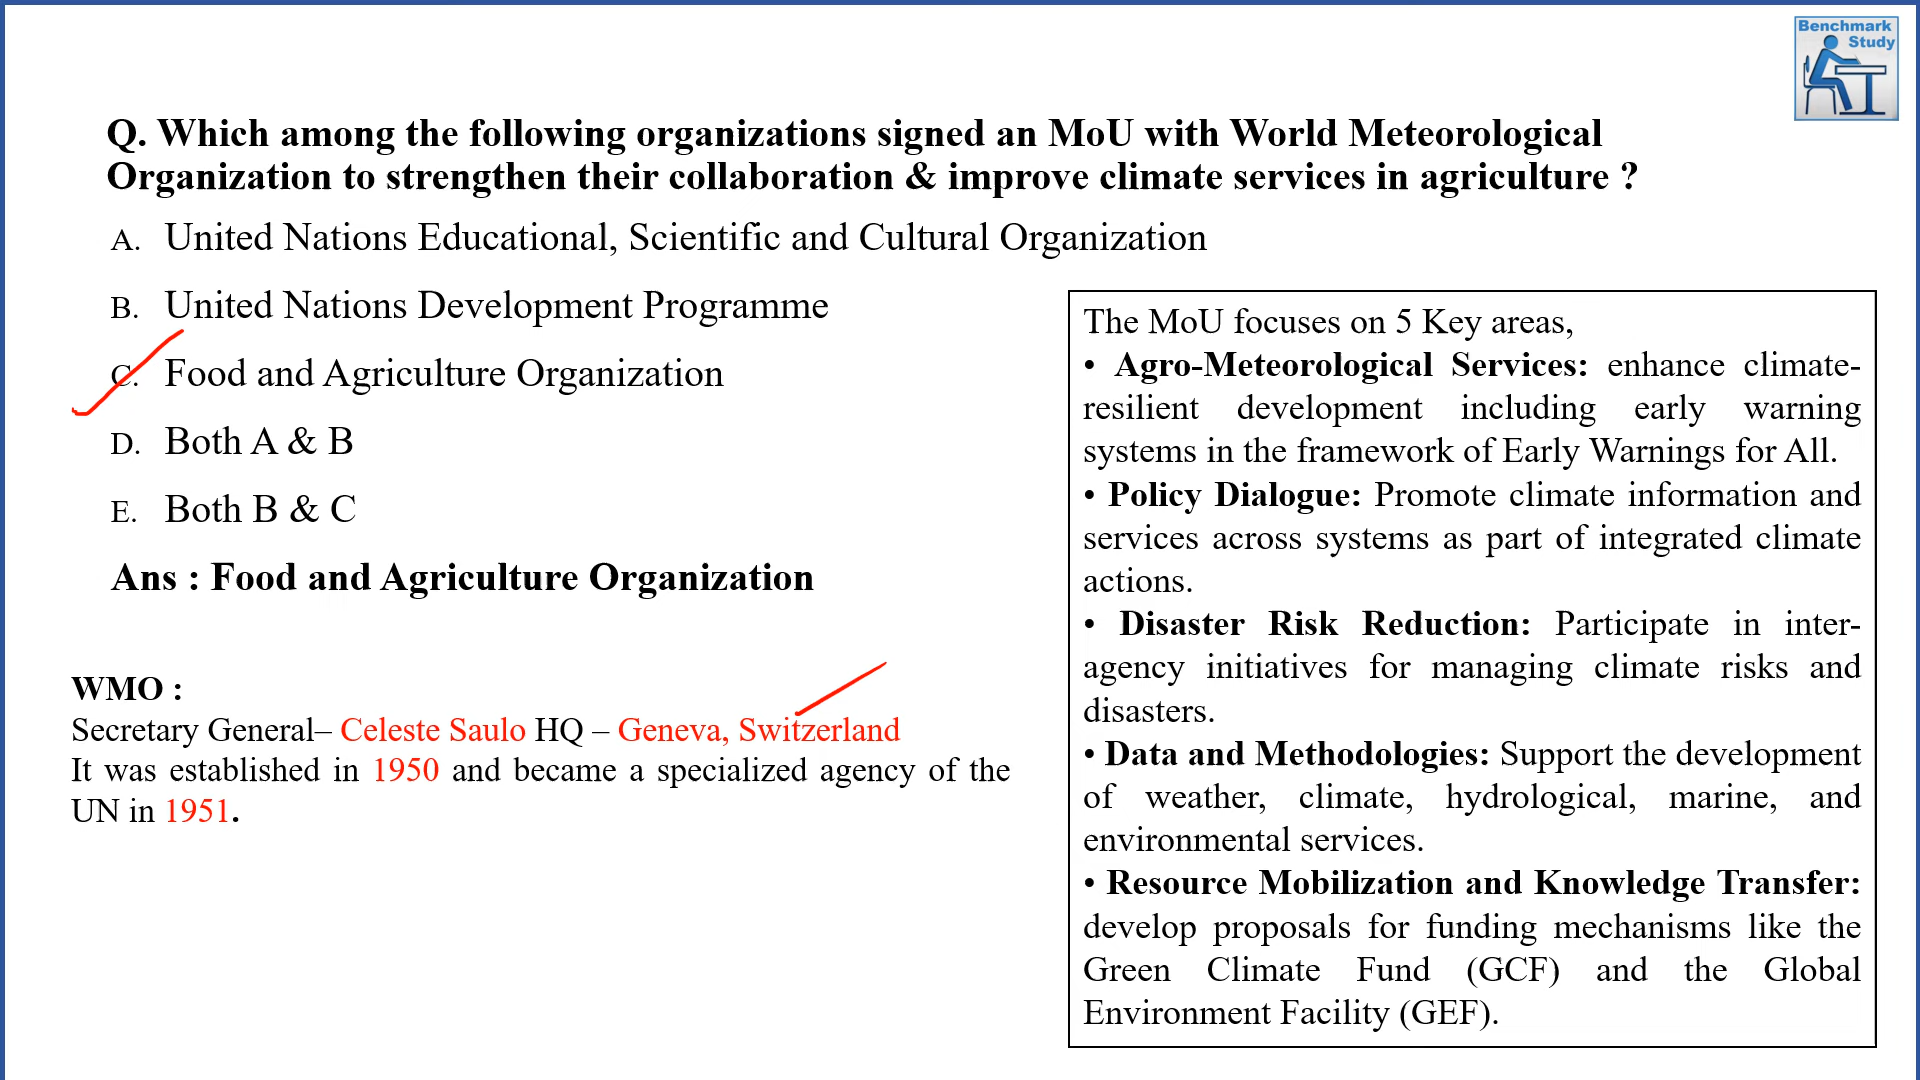 Benchmark
Study
Q. Which among the following organizations signed an MoU with World Meteorological
Organization to strengthen their collaboration & improve climate services in agriculture ?
A. United Nations Educational, Scientific and Cultural Organization
B. United Nations Development Programme
C. Food and Agriculture Organization
D. Both A & B
E. Both B & C
Ans : Food and Agriculture Organization
WMO :
Secretary General– Celeste Saulo HQ – Geneva, Switzerland
It was established in 1950 and became a specialized agency of the
UN in 1951.
The MoU focuses on 5 Key areas,
• Agro-Meteorological Services: enhance climate-
resilient development including early warning
systems in the framework of Early Warnings for All.
• Policy Dialogue: Promote climate information and
services across systems as part of integrated climate
actions.
• Disaster Risk Reduction: Participate in inter-
agency initiatives for managing climate risks and
disasters.
• Data and Methodologies: Support the development
of weather, climate, hydrological, marine, and
environmental services.
• Resource Mobilization and Knowledge Transfer:
develop proposals for funding mechanisms like the
Green Climate Fund (GCF) and the Global
Environment Facility (GEF).